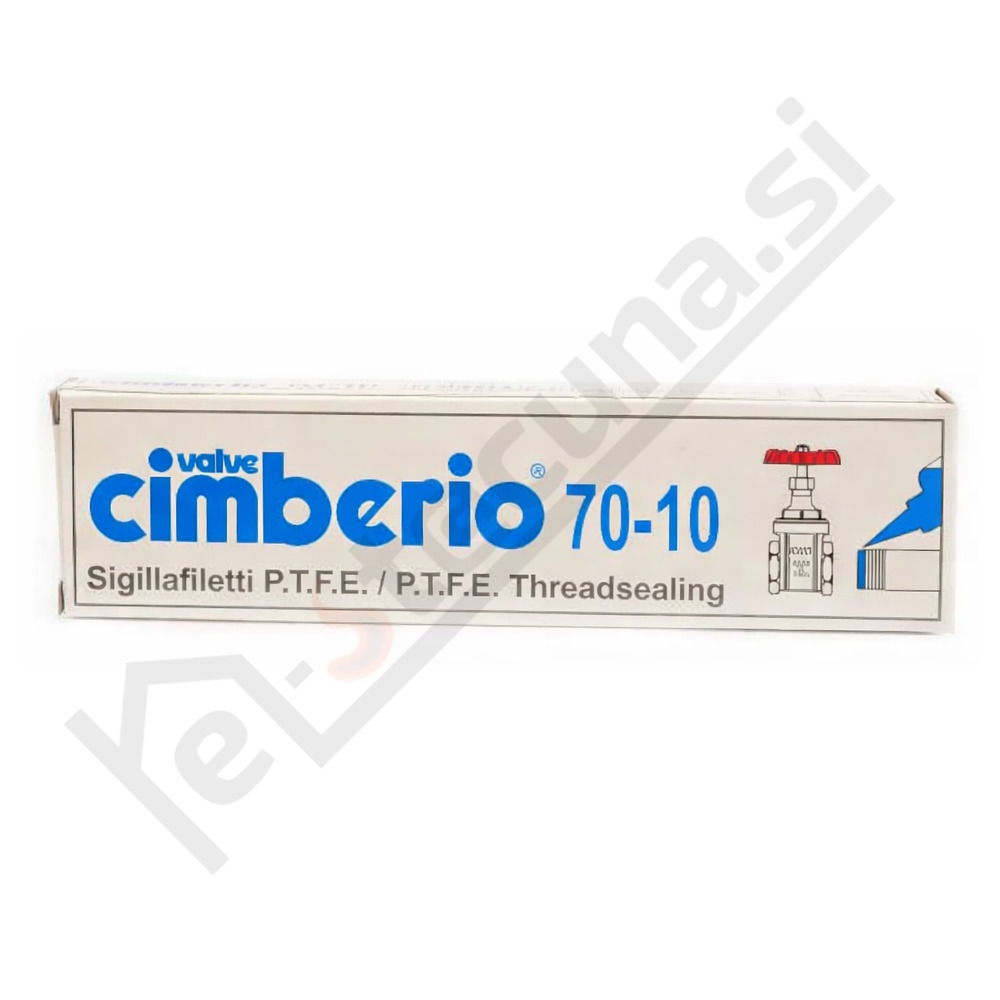 valve
cimberio® 70-10
Sigillafiletti P.T.F.E. / P.T.F.E. Threadsealing
e-stacuna.si